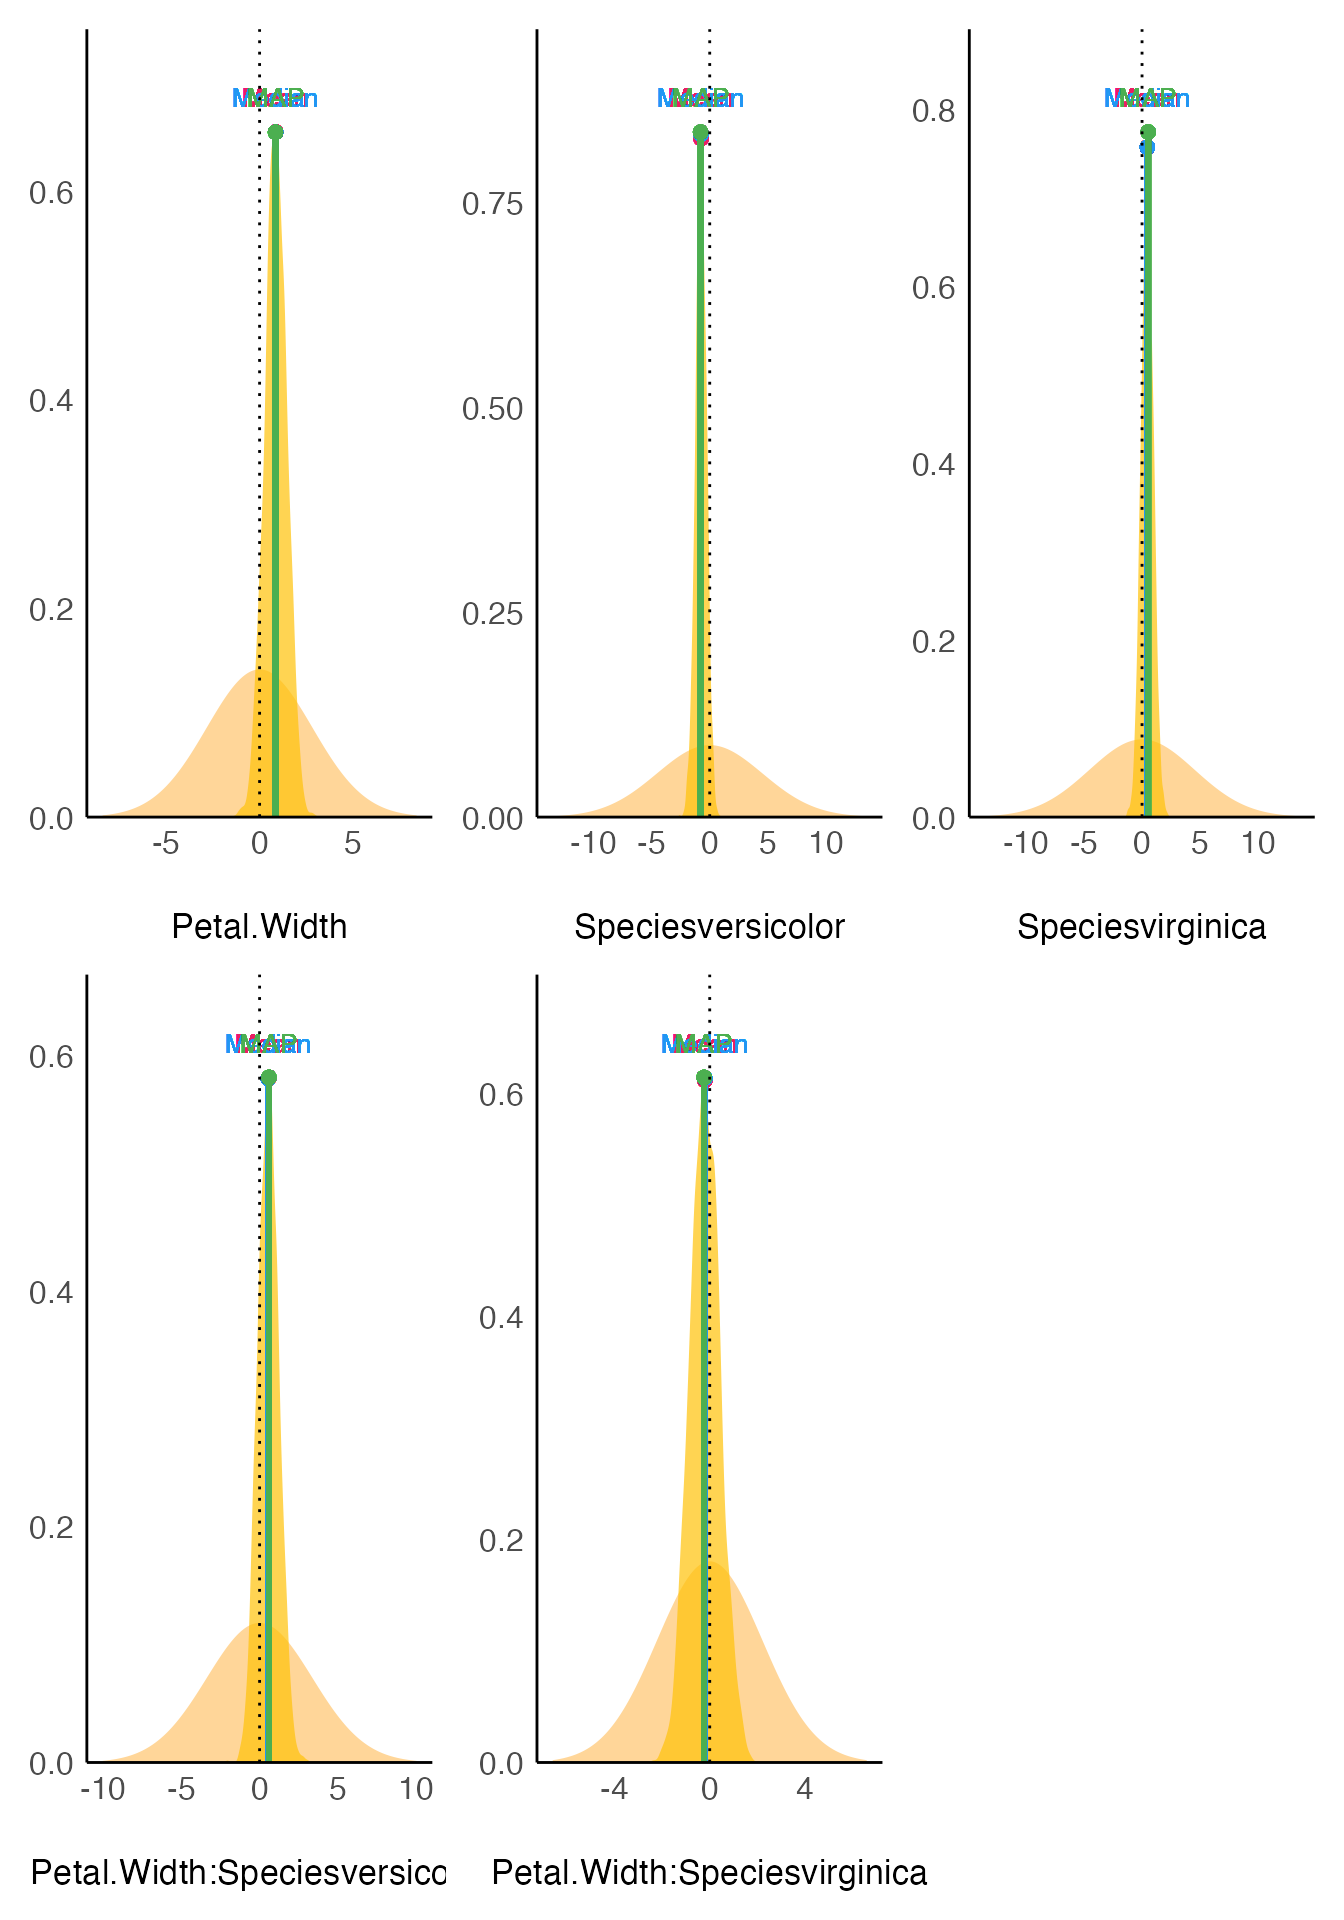 0.6
0.4
0.2
0.0
-5 0 5
Petal.Width
0.75
0.50
0.25
0.00
-10 -5 0 5 10
Speciesversicolor
0.8
0.6
0.4
0.2
0.0
-10 -5 0 5 10
Speciesvirginica
0.6
0.4
0.2
0.0
-10 -5 0 5 10
Petal.Width:Speciesversico
0.6
0.4
0.2
0.0
-4 0 4
Petal.Width:Speciesvirginica